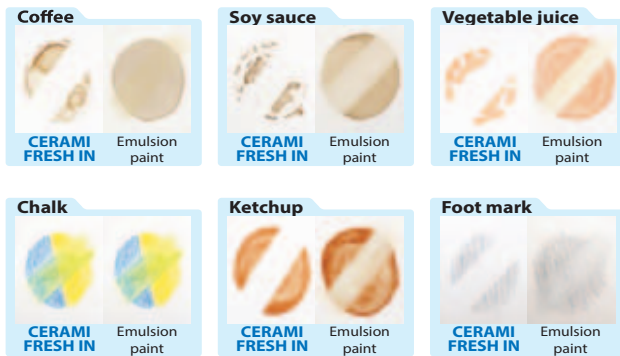 Coffee
CERAMI
FRESH IN
Emulsion
paint
Soy sauce
CERAMI
FRESH IN
Emulsion
paint
Vegetable juice
CERAMI
FRESH IN
Emulsion
paint
Chalk
CERAMI
FRESH IN
Emulsion
paint
Ketchup
CERAMI
FRESH IN
Emulsion
paint
Foot mark
CERAMI
FRESH IN
Emulsion
paint